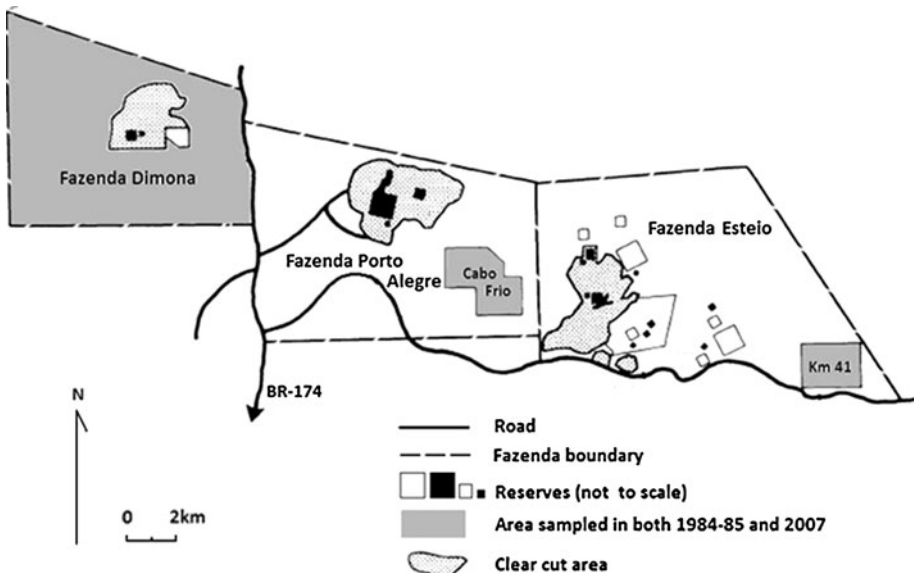 Fazenda Dimona
Fazenda Porto
Alegre
Cabo
Frio
Fazenda Esteio
Km 41
BR-174
N
0 2km
Road
Fazenda boundary
Reserves (not to scale)
Area sampled in both 1984-85 and 2007
Clear cut area